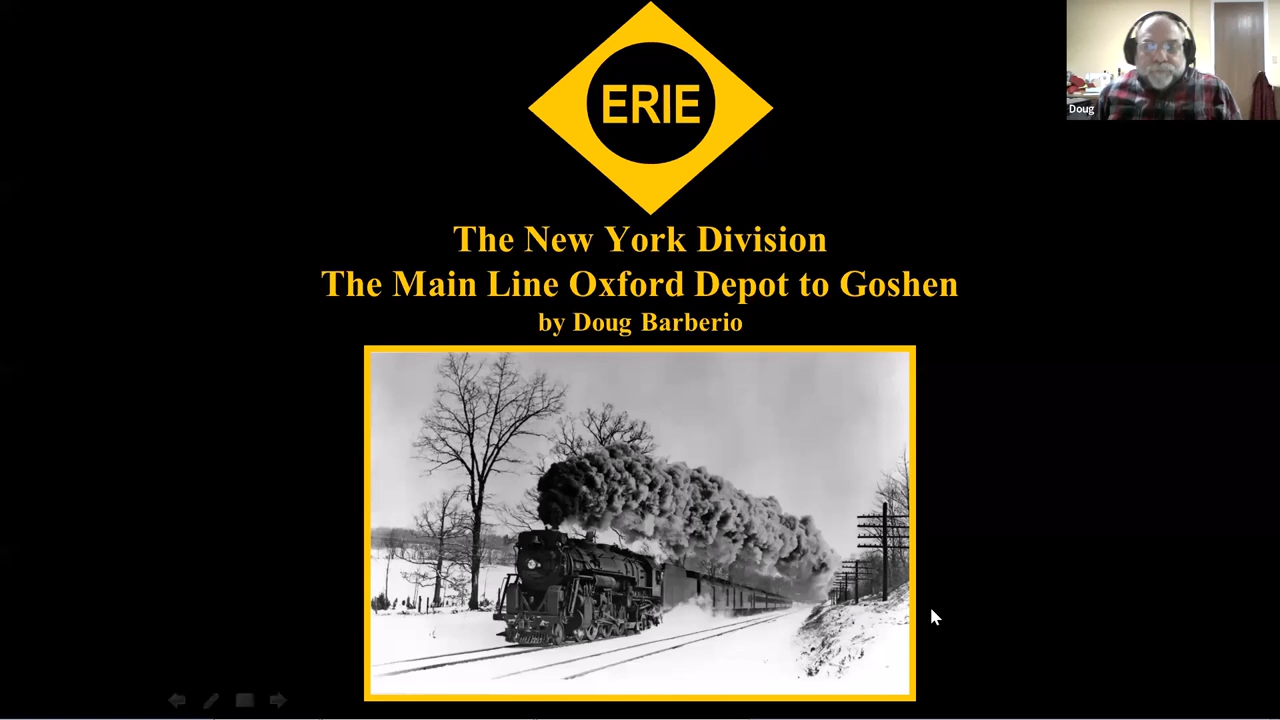 ERIE
Doug
The New York Division
The Main Line Oxford Depot to Goshen
by Doug Barberio